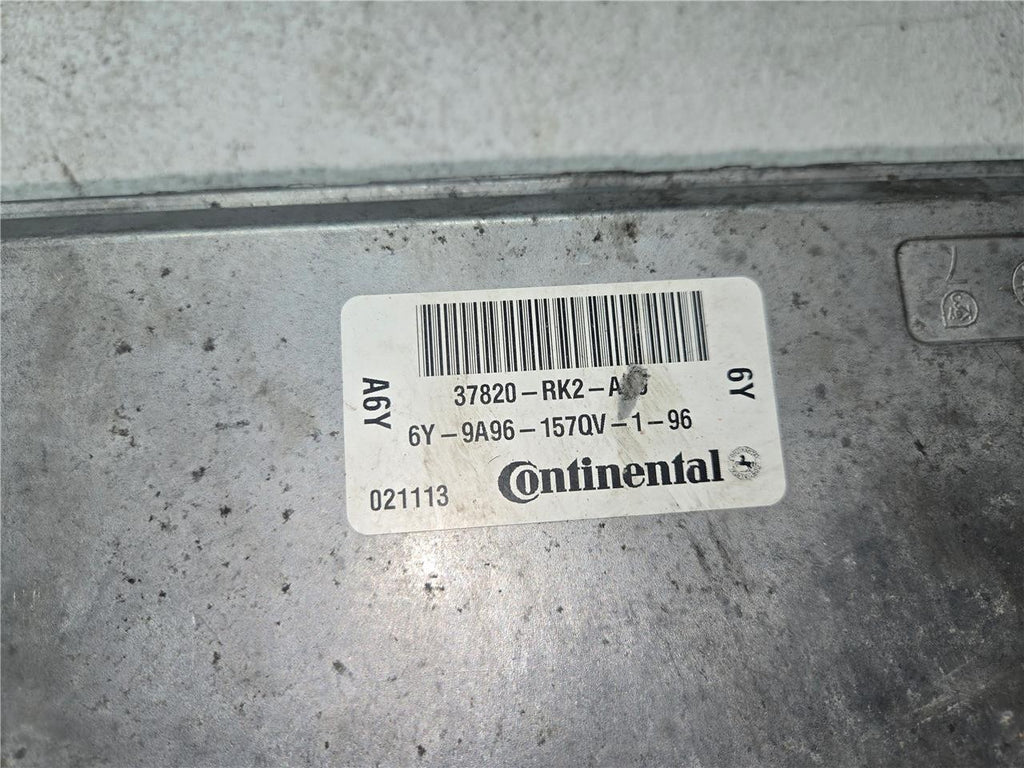 A6Y
37820-RK2-
6Y
6Y-9A96-157QV-1-96
021113
Continental